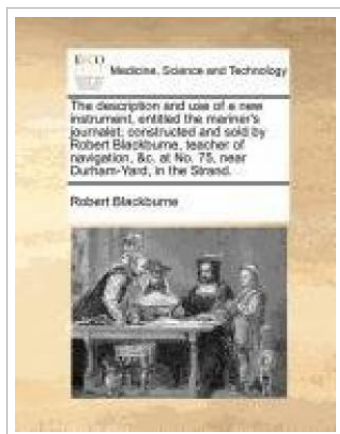 ECCO
Medicine, Science and Technology
The description and use of a new
instrument, entitled the mariner's
journalist; constructed and sold by
Robert Blackburne, teacher of
navigation, &c. at No. 75, near
Durham-Yard, in the Strand.
Robert Blackburne